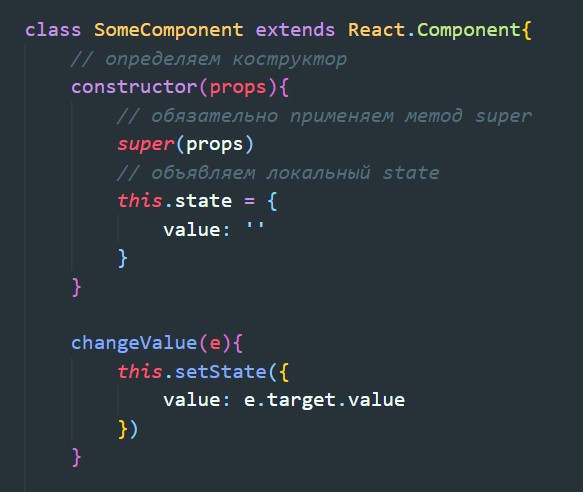 class SomeComponent extends React.Component{
// определяем коструктор
constructor(props){
// обязательно применяем метод super
super(props)
// объявляем локальный state
this.state = {
value: ''
}
}
changeValue(e){
this.setState({
value: e.target.value
})
}